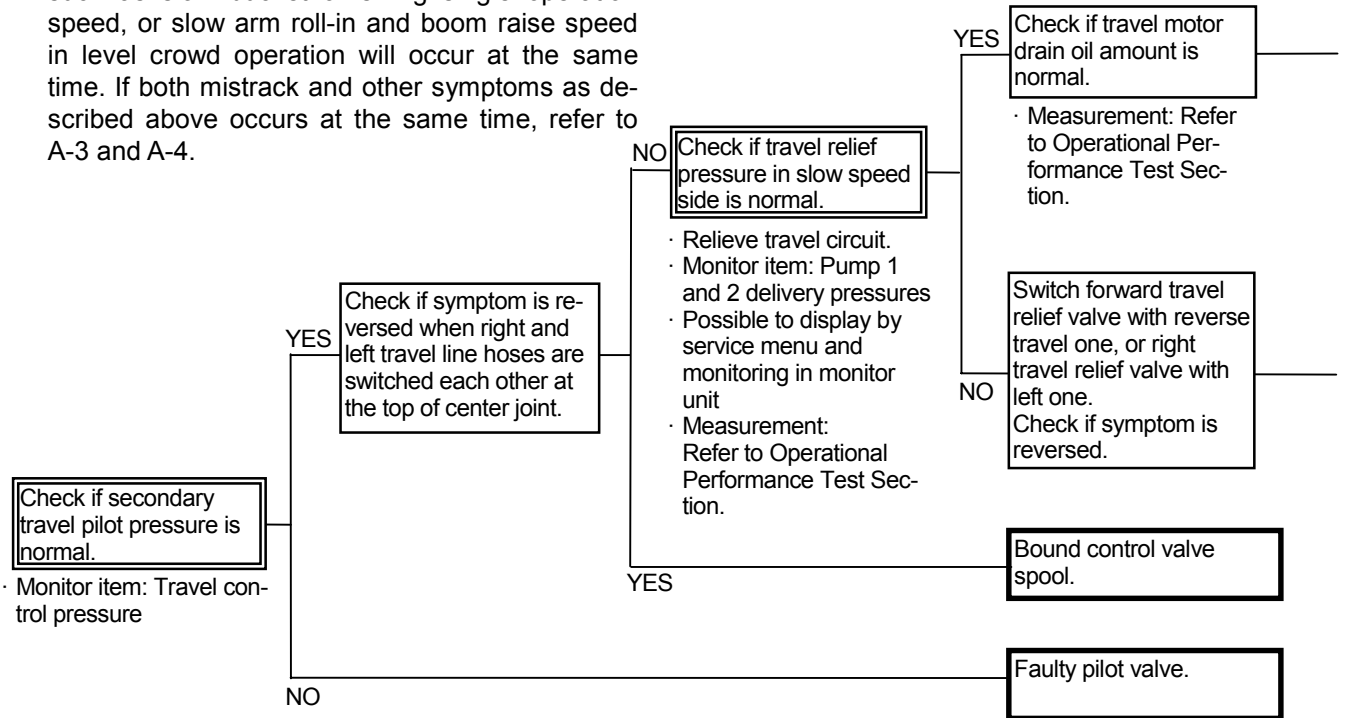 speed, or slow arm roll-in and boom raise speed
in level crowd operation will occur at the same
time. If both mistrack and other symptoms as de-
scribed above occurs at the same time, refer to
A-3 and A-4.
YES
Check if travel motor
drain oil amount is
normal.
· Measurement: Refer
to Operational Per-
formance Test Sec-
tion.
NO
Check if travel relief
pressure in slow speed
side is normal.
· Relieve travel circuit.
· Monitor item: Pump 1
and 2 delivery pressures
· Possible to display by
service menu and
monitoring in monitor
unit
· Measurement:
Refer to Operational
Performance Test Sec-
tion.
NO
Switch forward travel
relief valve with reverse
travel one, or right
travel relief valve with
left one.
Check if symptom is
reversed.
YES
Check if symptom is re-
versed when right and
left travel line hoses are
switched each other at
the top of center joint.
YES
Bound control valve
spool.
Check if secondary
travel pilot pressure is
normal.
· Monitor item: Travel con-
trol pressure
NO
Faulty pilot valve.